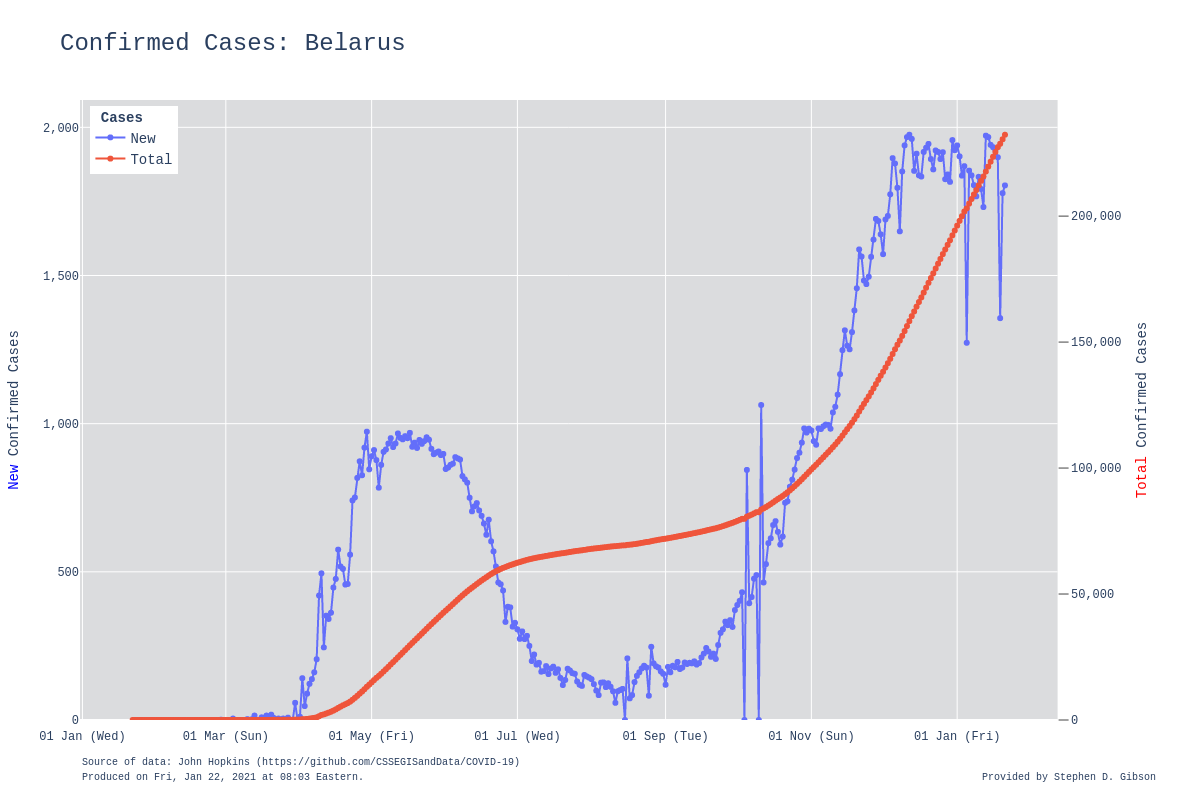 Confirmed Cases: Belarus
Cases
New
Total
2,000
1,500
1,000
500
0
200,000
150,000
100,000
50,000
0
New Confirmed Cases
Total Confirmed Cases
01 Jan (Wed)
01 Mar (Sun)
01 May (Fri)
01 Jul (Wed)
01 Sep (Tue)
01 Nov (Sun)
01 Jan (Fri)
Source of data: John Hopkins (https://github.com/CSSEGISandData/COVID-19)
Produced on Fri, Jan 22, 2021 at 08:03 Eastern.
Provided by Stephen D. Gibson